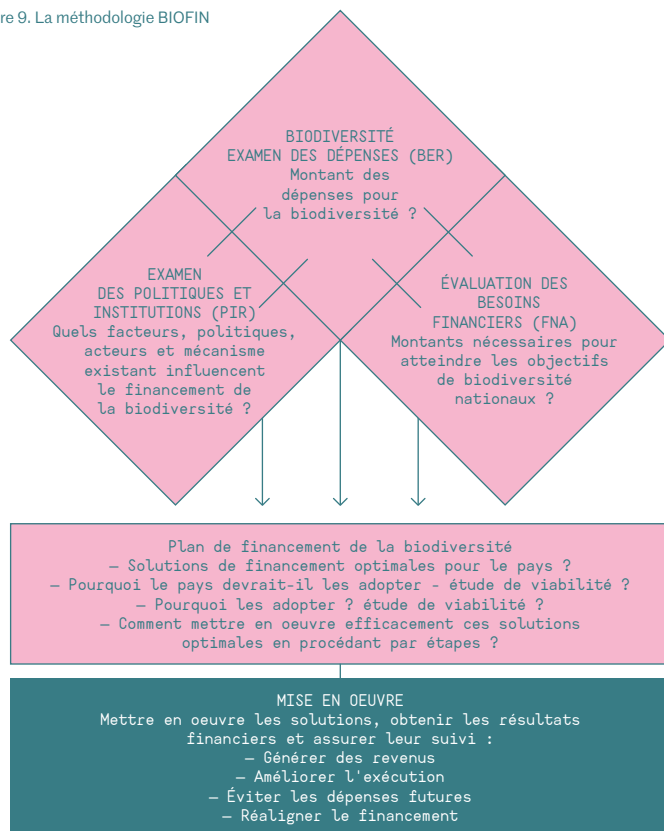 re 9. La méthodologie BIOFIN
BIODIVERSITÉ
EXAMEN DES DÉPENSES (BER)
Montant des
dépenses pour
la biodiversité ?
EXAMEN
DES POLITIQUES ET
INSTITUTIONS (PIR)
Quels facteurs, politiques,
acteurs et mécanisme
existant influencent
le financement de
la biodiversité ?
ÉVALUATION DES
BESOINS
FINANCIERS (FNA)
Montants nécessaires pour
atteindre les objectifs
de biodiversité
nationaux ?
Plan de financement de la biodiversité
— Solutions de financement optimales pour le pays ?
— Pourquoi le pays devrait-il les adopter - étude de viabilité ?
— Pourquoi les adopter ? étude de viabilité ?
— Comment mettre en oeuvre efficacement ces solutions
optimales en procédant par étapes ?
MISE EN OEUVRE
Mettre en oeuvre les solutions, obtenir les résultats
financiers et assurer leur suivi :
— Générer des revenus
— Améliorer l'exécution
— Éviter les dépenses futures
— Réaligner le financement